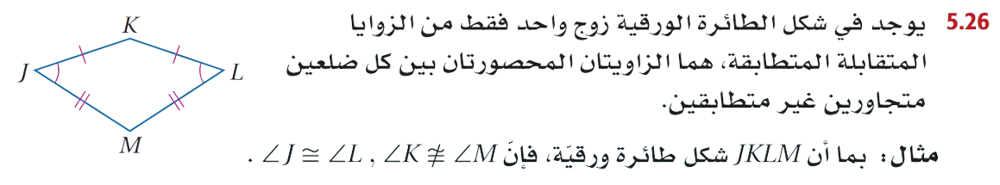 5.26 يوجد في شكل الطائرة الورقية زوج واحد فقط من الزوايا
المتقابلة المتطابقة، هما الزاويتان المحصورتان بين كل ضلعين
متجاورين غير متطابقين.
مثال: بما أن JKLM شكل طائرة ورقيّة، فإنّ ∠J ≅ ∠L , ∠K ≇ ∠M .
K
J
L
M